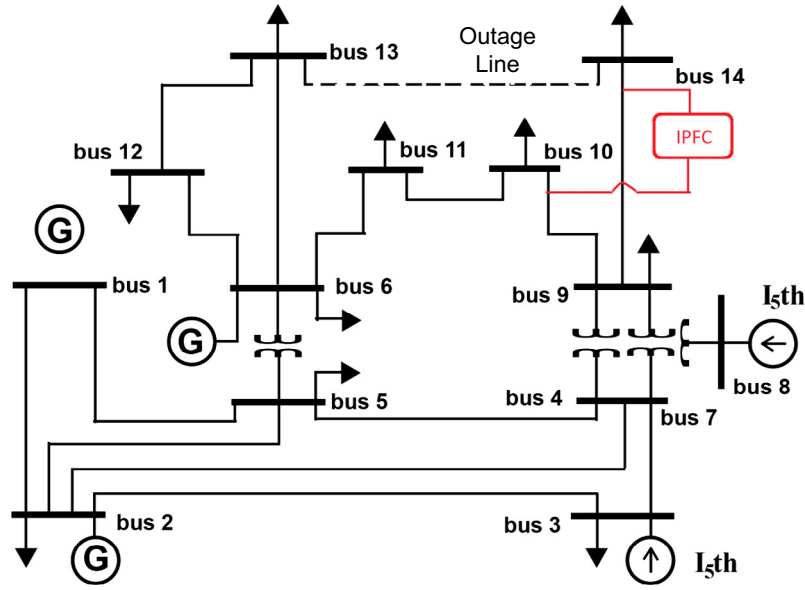 Outage
Line
bus 13
bus 14
IPFC
bus 12
bus 11
bus 10
G
bus 1
bus 6
bus 9
I5th
G
bus 5
bus 4
bus 7
bus 8
bus 2
bus 3
G
I5th